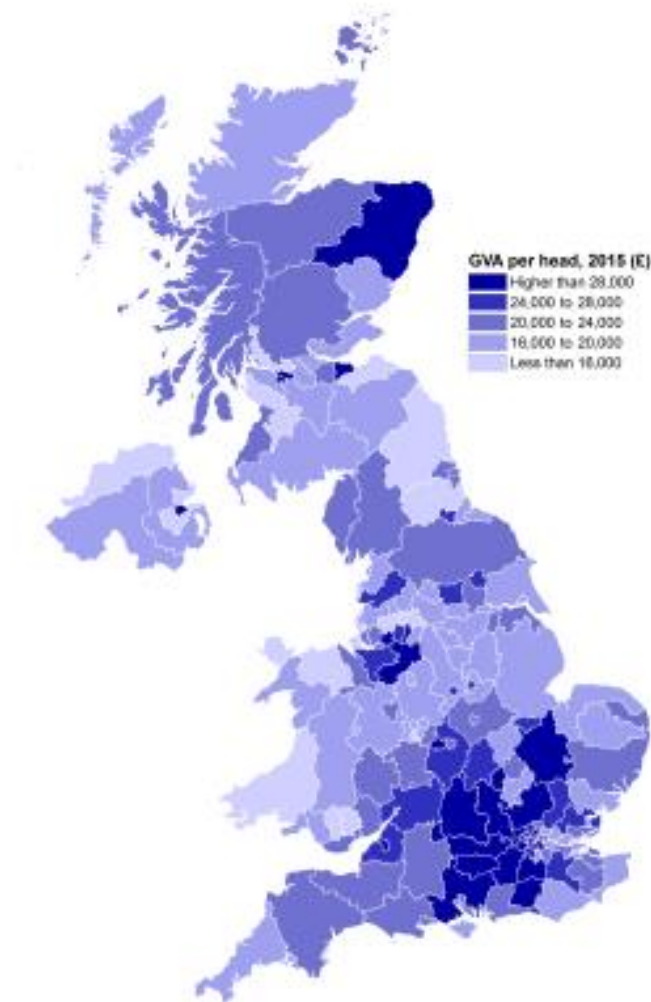 GVA per head, 2015 (£)
Higher than 28,000
24,000 to 28,000
20,000 to 24,000
16,000 to 20,000
Less than 16,000